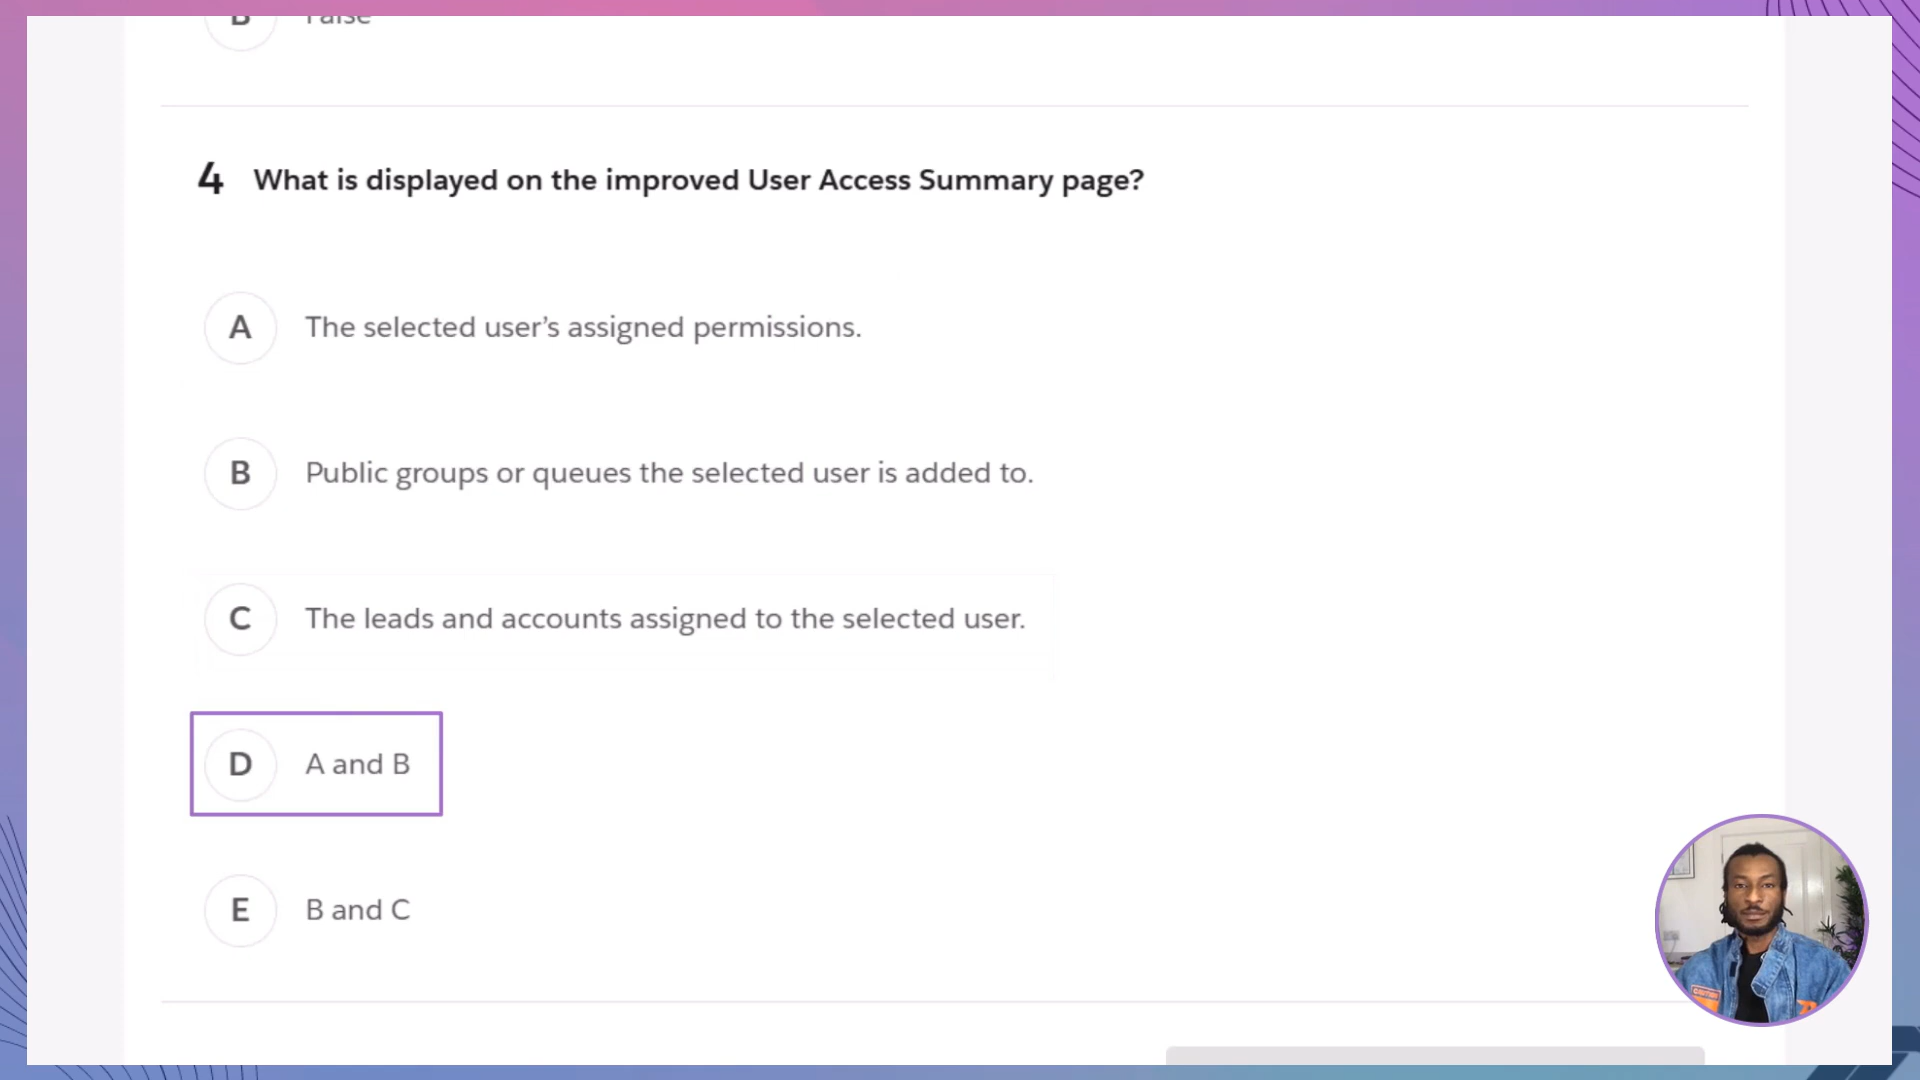 B False
4 What is displayed on the improved User Access Summary page?
A The selected user’s assigned permissions.
B Public groups or queues the selected user is added to.
C The leads and accounts assigned to the selected user.
D A and B
E B and C